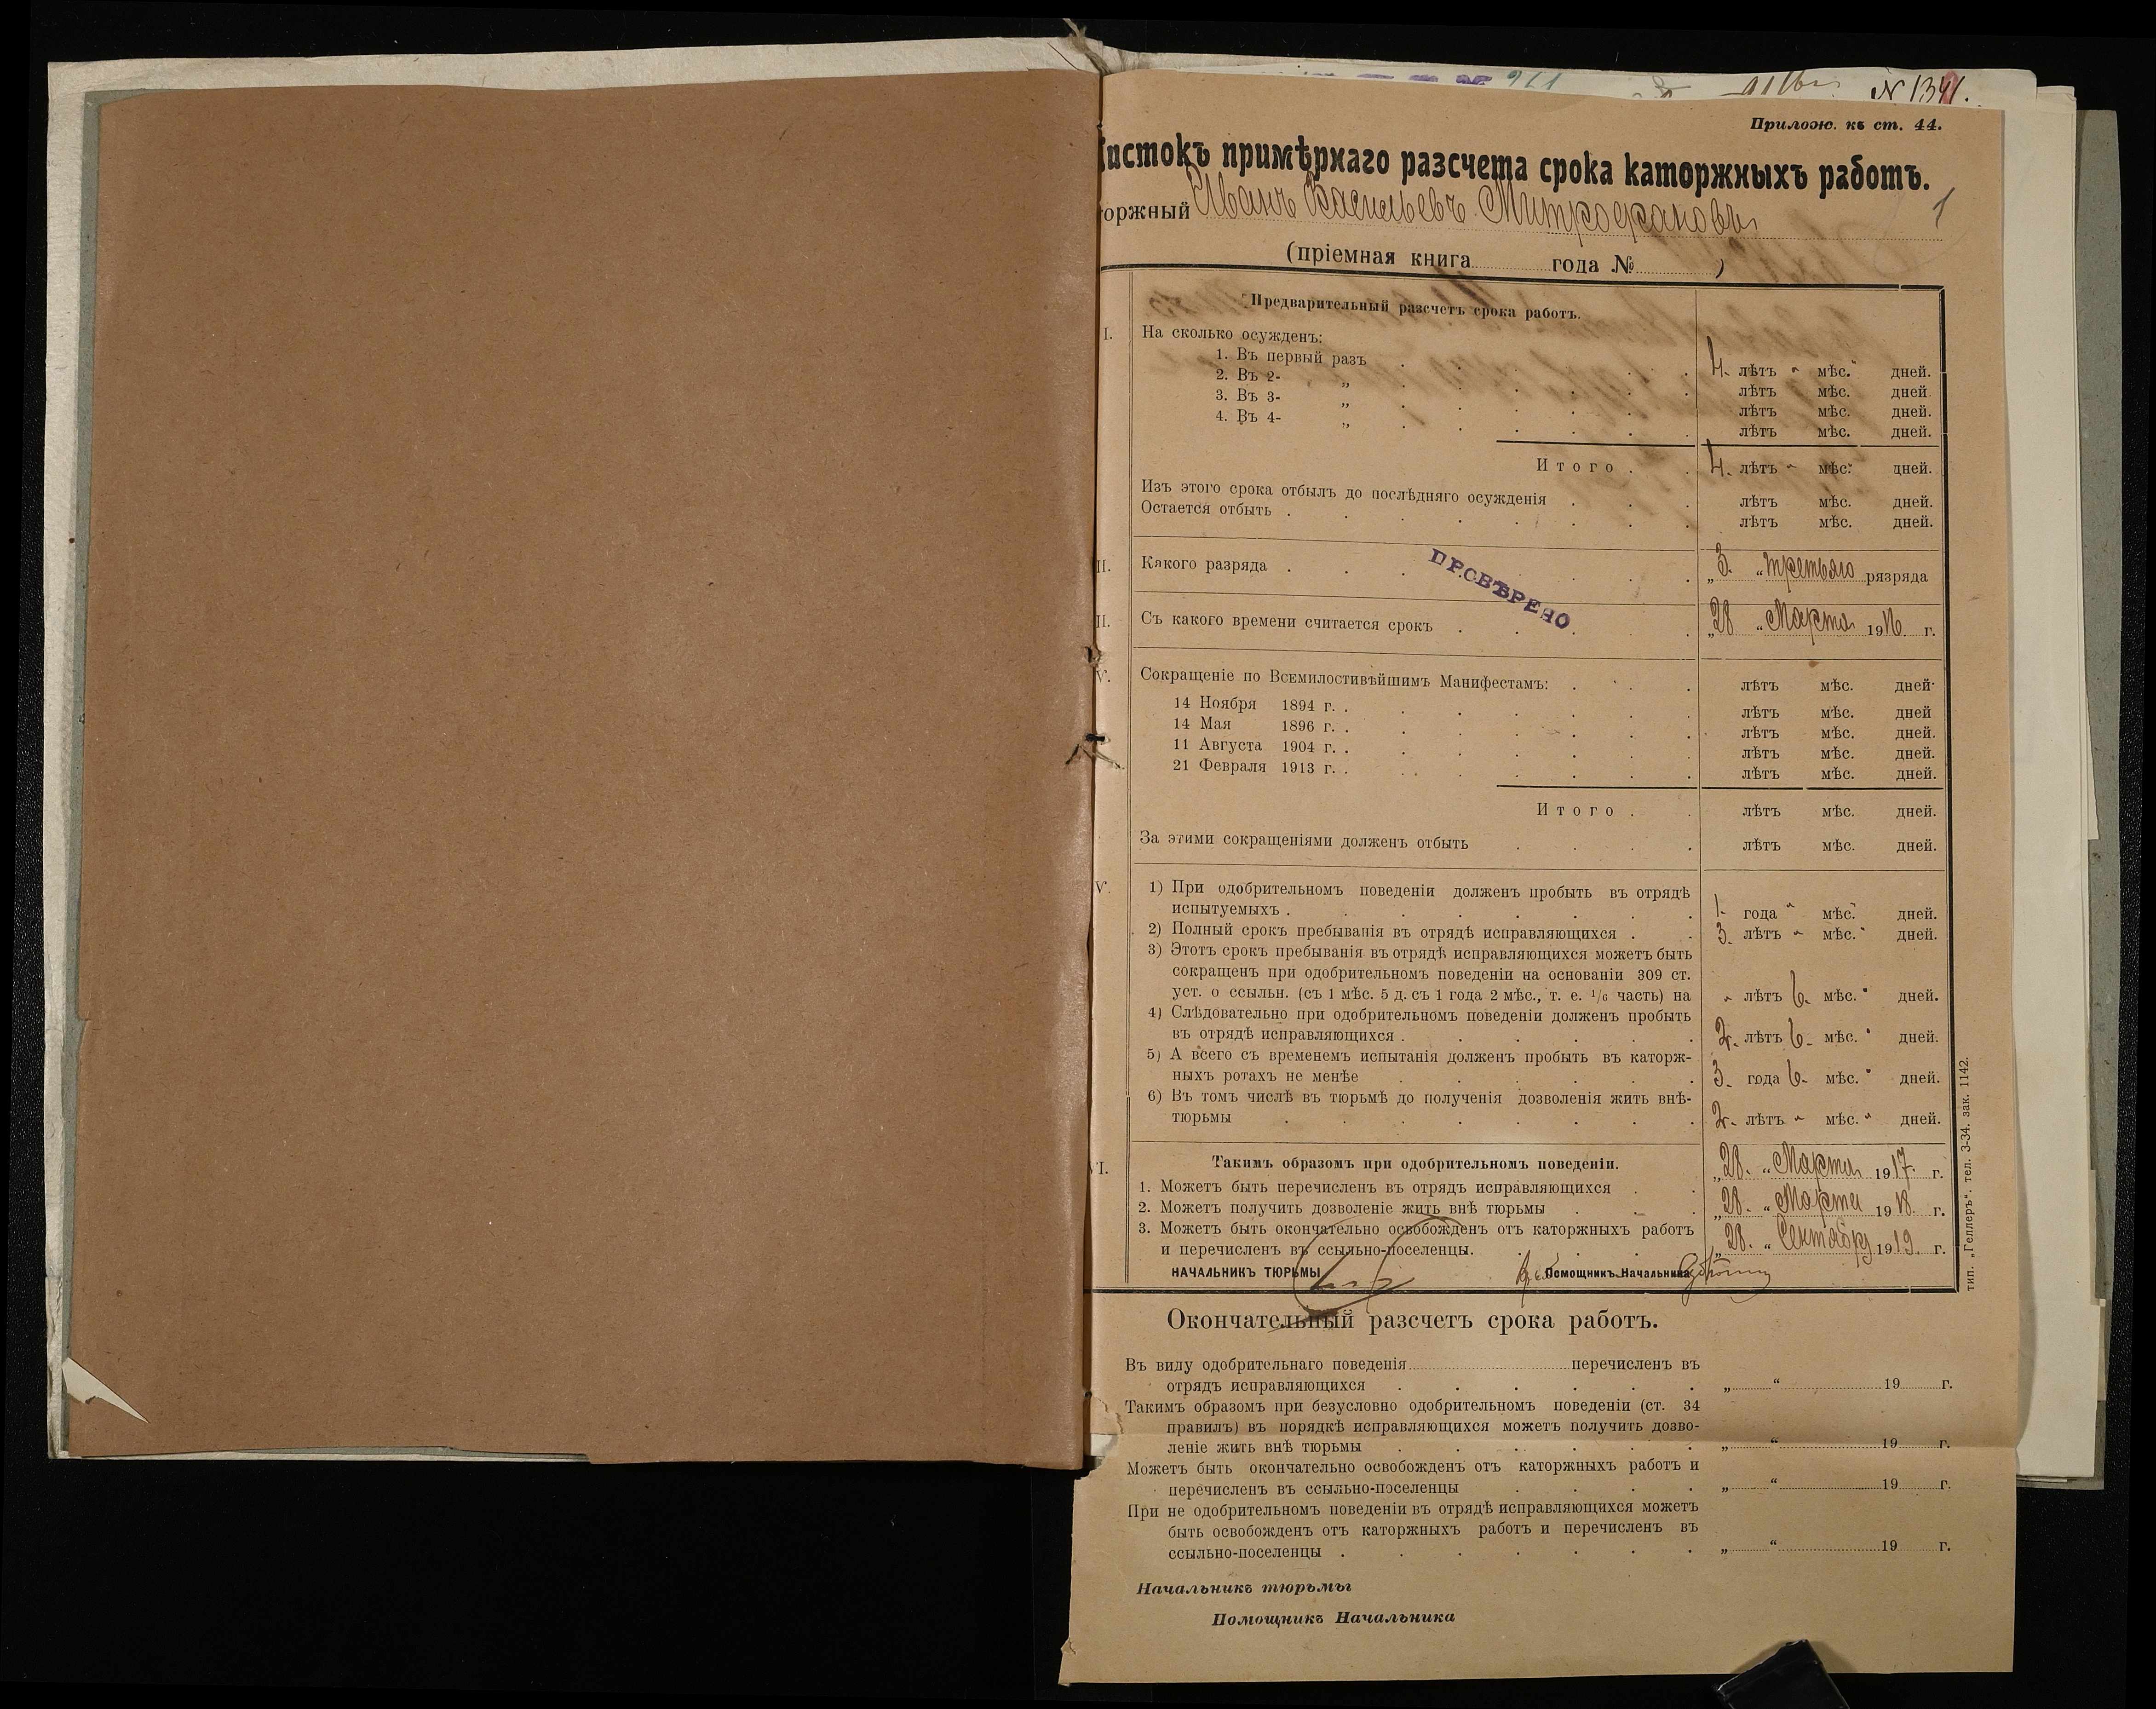 N 1341.
Прилож. къ ст. 44.
Листокъ примѣрнаго разсчета срока каторжныхъ работъ.
торжный Иванъ Васильевъ Митрофановъ
1
(пріемная книга года № )
Предварительный разсчетъ срока работъ.
I. На сколько осужденъ:
1. Въ первый разъ 4. лѣтъ " мѣс. " дней.
2. Въ 2- „ лѣтъ мѣс. дней.
3. Въ 3- „ лѣтъ мѣс. дней.
4. Въ 4- „ лѣтъ мѣс. дней.
Итого . 4. лѣтъ " мѣс. " дней.
Изъ этого срока отбылъ до послѣдняго осужденія лѣтъ мѣс. дней.
Остается отбыть . лѣтъ мѣс. дней.
II. Какого разряда . „3. “ третьяго рязряда
ПРОВѢРЕНО
II. Съ какого времени считается срокъ . „28 “ Марта 1916 г.
V. Сокращеніе по Всемилостивѣйшимъ Манифестамъ: лѣтъ мѣс. дней.
14 Ноября 1894 г. . лѣтъ мѣс. дней
14 Мая 1896 г. . лѣтъ мѣс. дней.
11 Августа 1904 г. . лѣтъ мѣс. дней.
21 Февраля 1913 г. . лѣтъ мѣс. дней.
Итого . лѣтъ мѣс. дней.
За этими сокращеніями долженъ отбыть лѣтъ мѣс. дней.
V. 1) При одобрительномъ поведеніи долженъ пробыть въ отрядѣ
испытуемыхъ . 1. года " мѣс. " дней.
2) Полный срокъ пребыванія въ отрядѣ исправляющихся . 3. лѣтъ " мѣс. " дней.
3) Этотъ срокъ пребыванія въ отрядѣ исправляющихся можетъ быть
сокращенъ при одобрительномъ поведеніи на основаніи 309 ст.
уст. о ссыльн. (съ 1 мѣс. 5 д. съ 1 года 2 мѣс., т. е. 1/6 часть) на " лѣтъ 6. мѣс. " дней.
4) Слѣдовательно при одобрительномъ поведеніи долженъ пробыть
въ отрядѣ исправляющихся . 2. лѣтъ 6. мѣс. " дней.
5) А всего съ временемъ испытанія долженъ пробыть въ каторж-
ныхъ ротахъ не менѣе 3. года 6. мѣс. " дней.
6) Въ томъ числѣ въ тюрьмѣ до полученія дозволенія жить внѣ-
тюрьмы 2. лѣтъ " мѣс. " дней.
VI. Такимъ образомъ при одобрительномъ поведеніи.
1. Можетъ быть перечисленъ въ отрядъ исправляющихся „28. “ Марта 1917. г.
2. Можетъ получить дозволеніе жить внѣ тюрьмы „28. “ Марта 1918. г.
3. Можетъ быть окончательно освобожденъ отъ каторжныхъ работъ
и перечисленъ въ ссыльно-поселенцы. „28. “ Сентября 1919. г.
НАЧАЛЬНИКЪ ТЮРЬМЫ Помощникъ Начальника
тип. „Геллеръ“. тел. 3-34. зак. 1142.
Окончательный разсчетъ срока работъ.
Въ виду одобрительнаго поведенія перечисленъ въ
отрядъ исправляющихся . „ “ 19 г.
Такимъ образомъ при безусловно одобрительномъ поведеніи (ст. 34
правилъ) въ порядкѣ исправляющихся можетъ получить дозво-
леніе жить внѣ тюрьмы . „ “ 19 г.
Можетъ быть окончательно освобожденъ отъ каторжныхъ работъ и
перечисленъ въ ссыльно-поселенцы . „ “ 19 г.
При не одобрительномъ поведеніи въ отрядѣ исправляющихся можетъ
быть освобожденъ отъ каторжныхъ работъ и перечисленъ въ
ссыльно-поселенцы . „ “ 19 г.
Начальникъ тюрьмы
Помощникъ Начальника